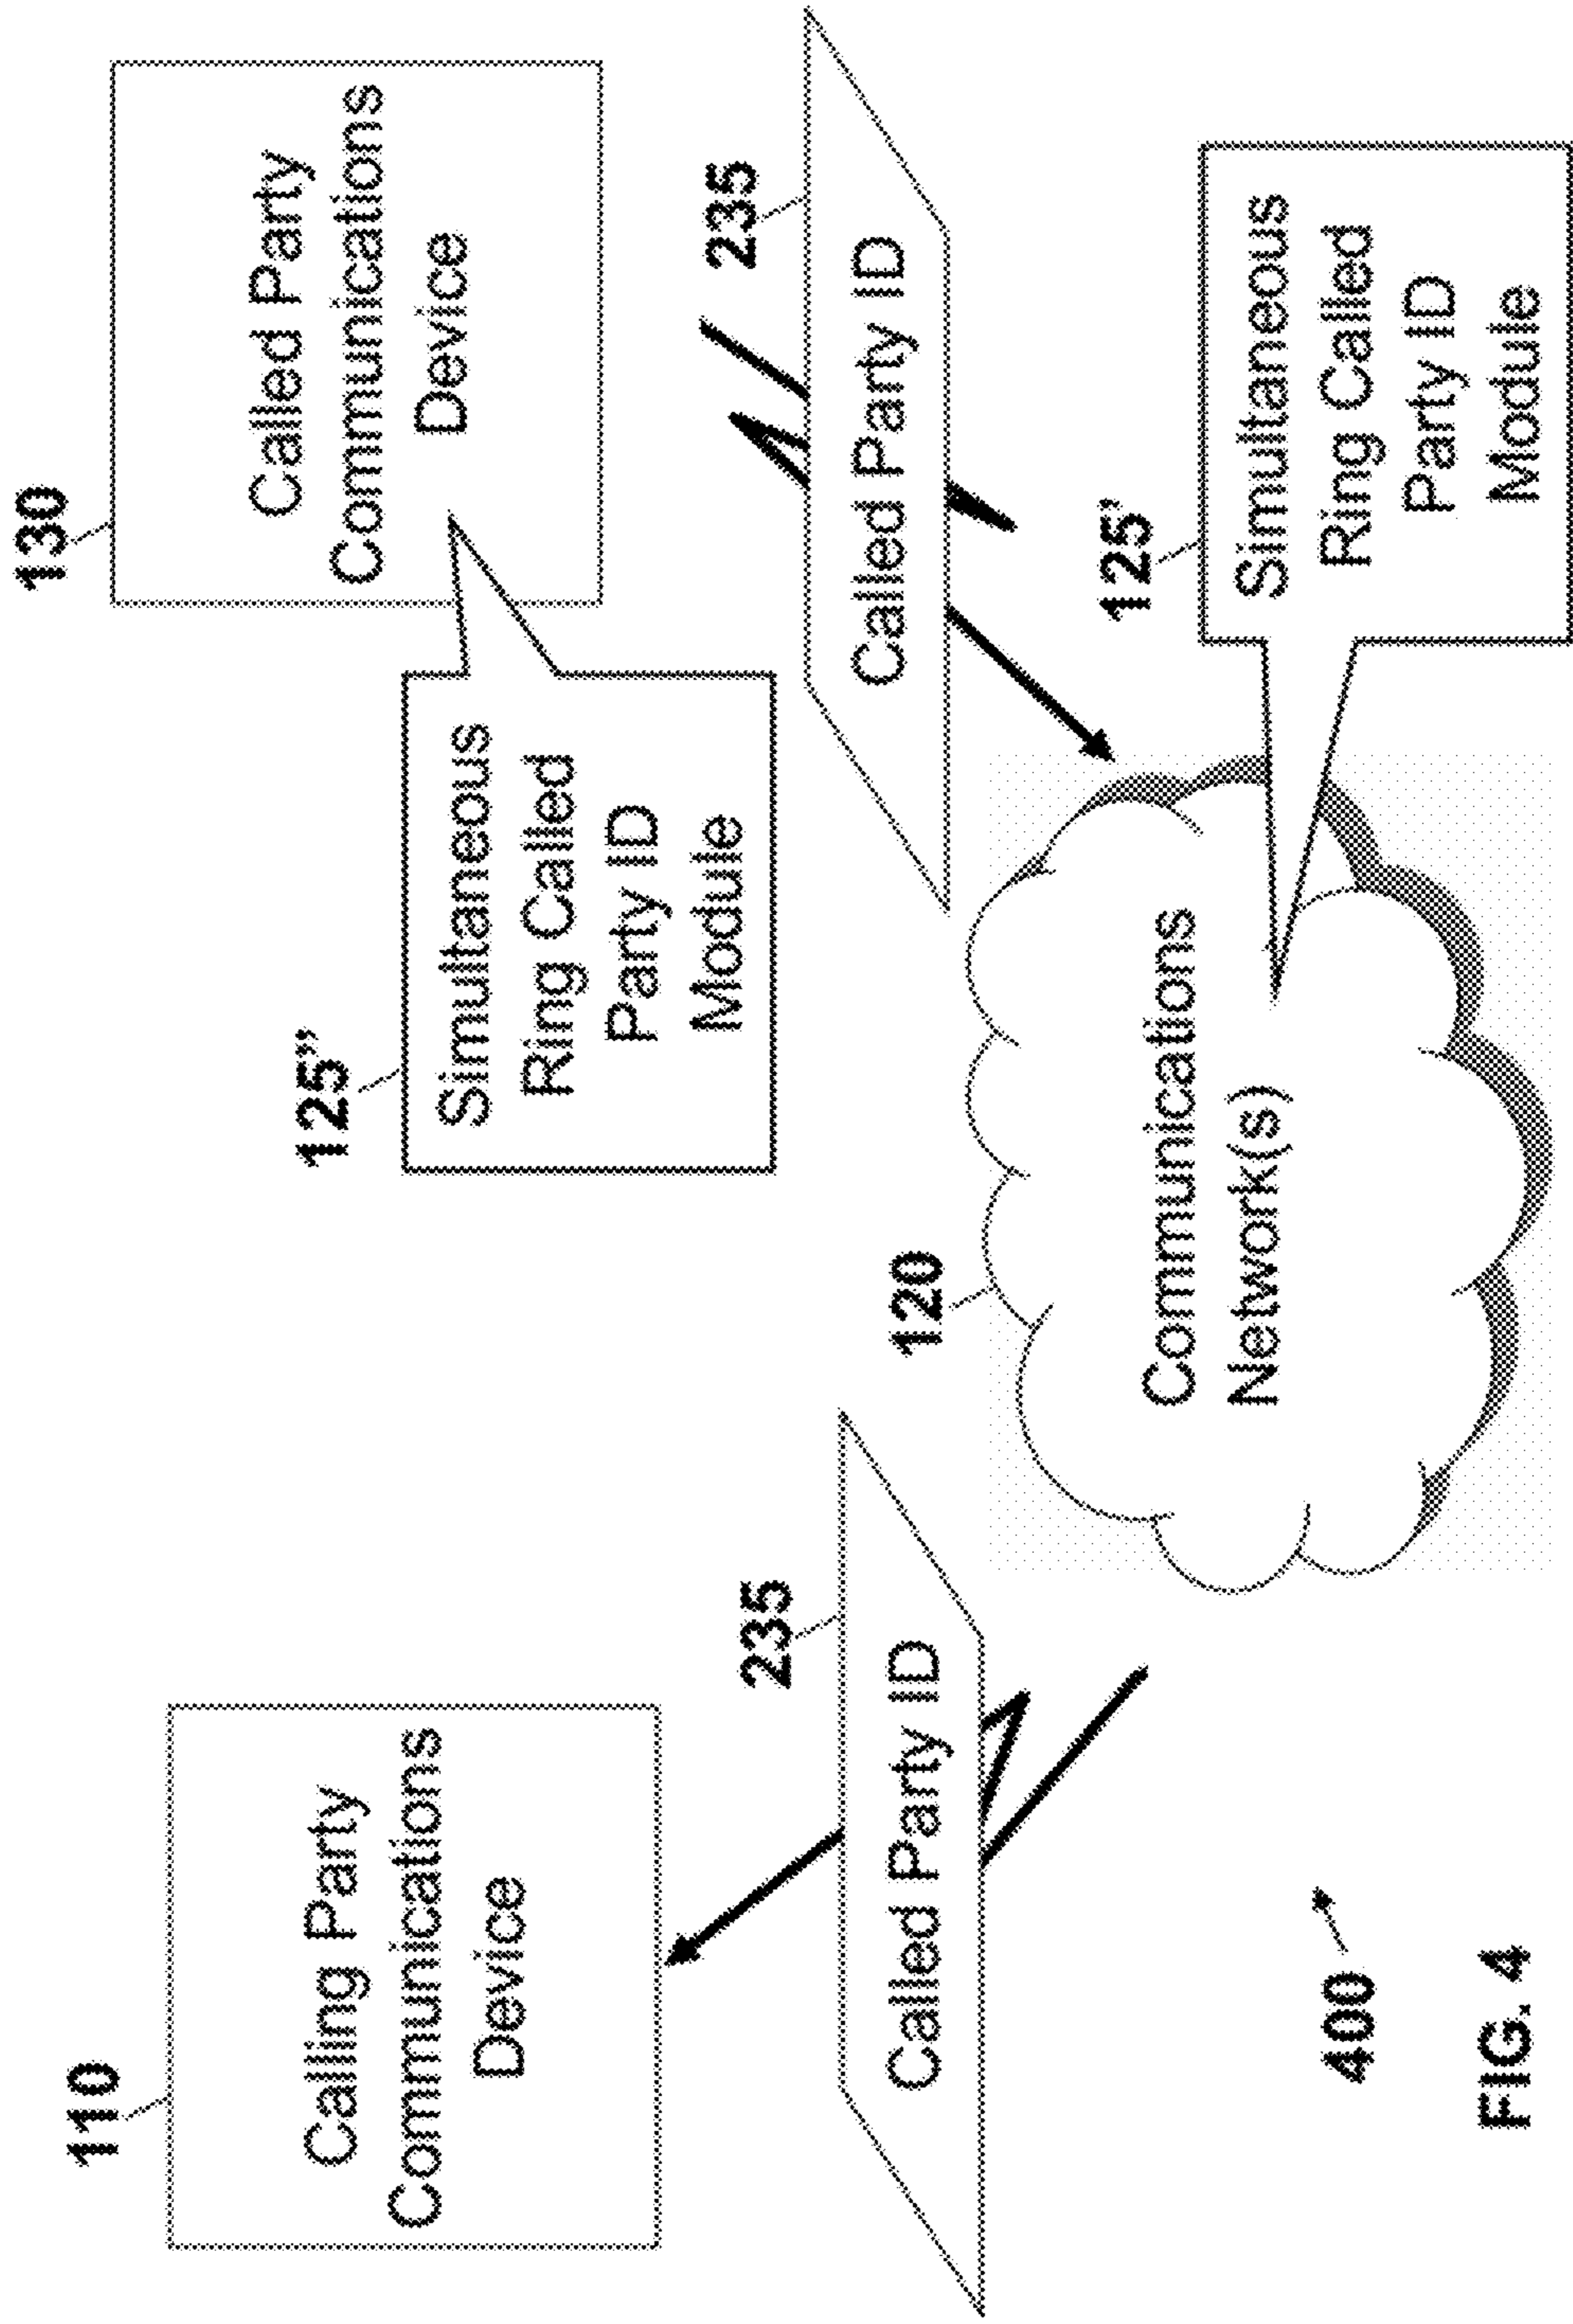 110
Calling Party
Communications
Device
130
Called Party
Communications
Device
125”
Simultaneous
Ring Called
Party ID
Module
235
Called Party ID
235
Called Party ID
120
Communications
Network(s)
125’
Simultaneous
Ring Called
Party ID
Module
400
FIG. 4